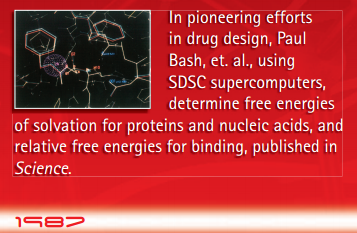 In pioneering efforts
in drug design, Paul
Bash, et. al., using
SDSC supercomputers,
determine free energies
of solvation for proteins and nucleic acids, and
relative free energies for binding, published in
Science.
1987